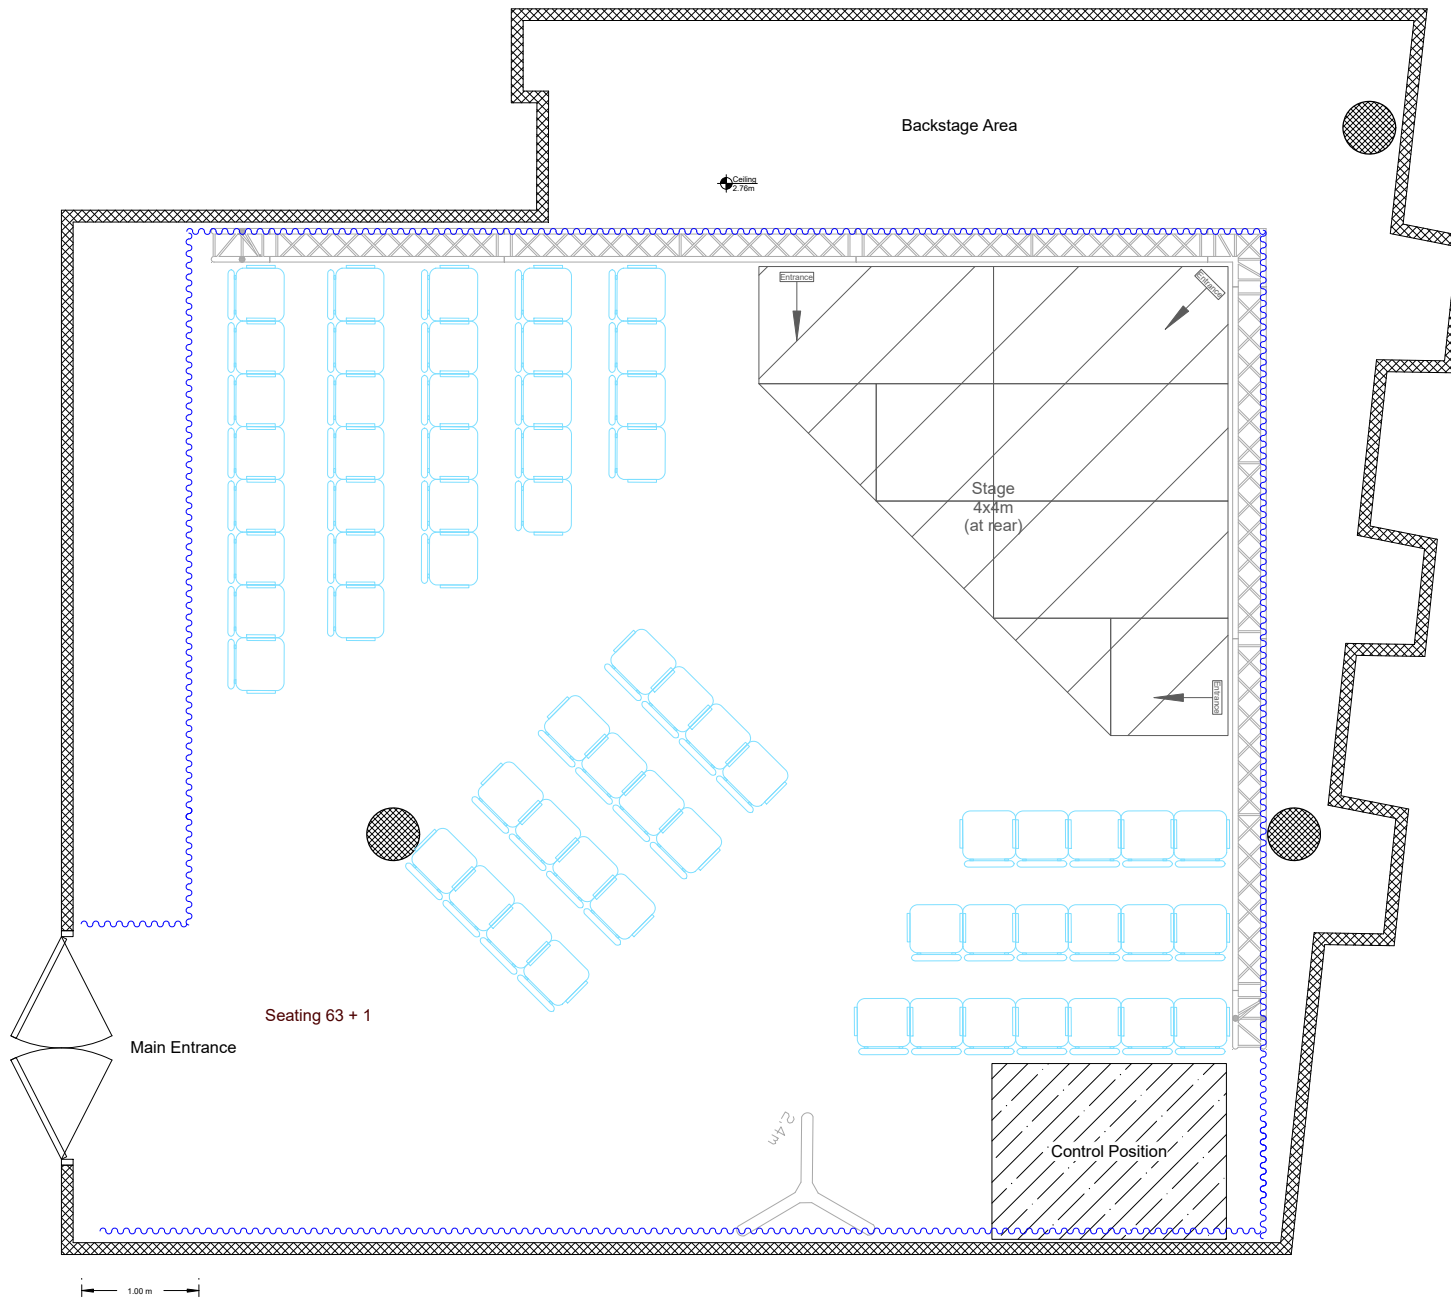 Backstage Area
Ceiling
2.76m
Entrance
Entrance
Stage
4x4m
(at rear)
Entrance
Seating 63 + 1
Main Entrance
2.4m
Control Position
1.00 m